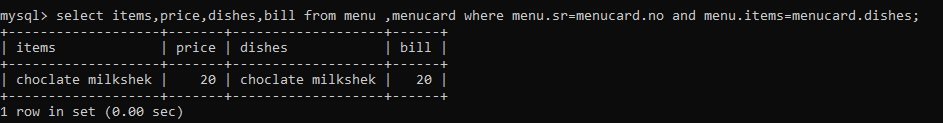 mysql> select items,price,dishes,bill from menu ,menucard where menu.sr=menucard.no and menu.items=menucard.dishes;
+-------------------+-------+-------------------+------+
| items             | price | dishes            | bill |
+-------------------+-------+-------------------+------+
| choclate milkshek |    20 | choclate milkshek |   20 |
+-------------------+-------+-------------------+------+
1 row in set (0.00 sec)